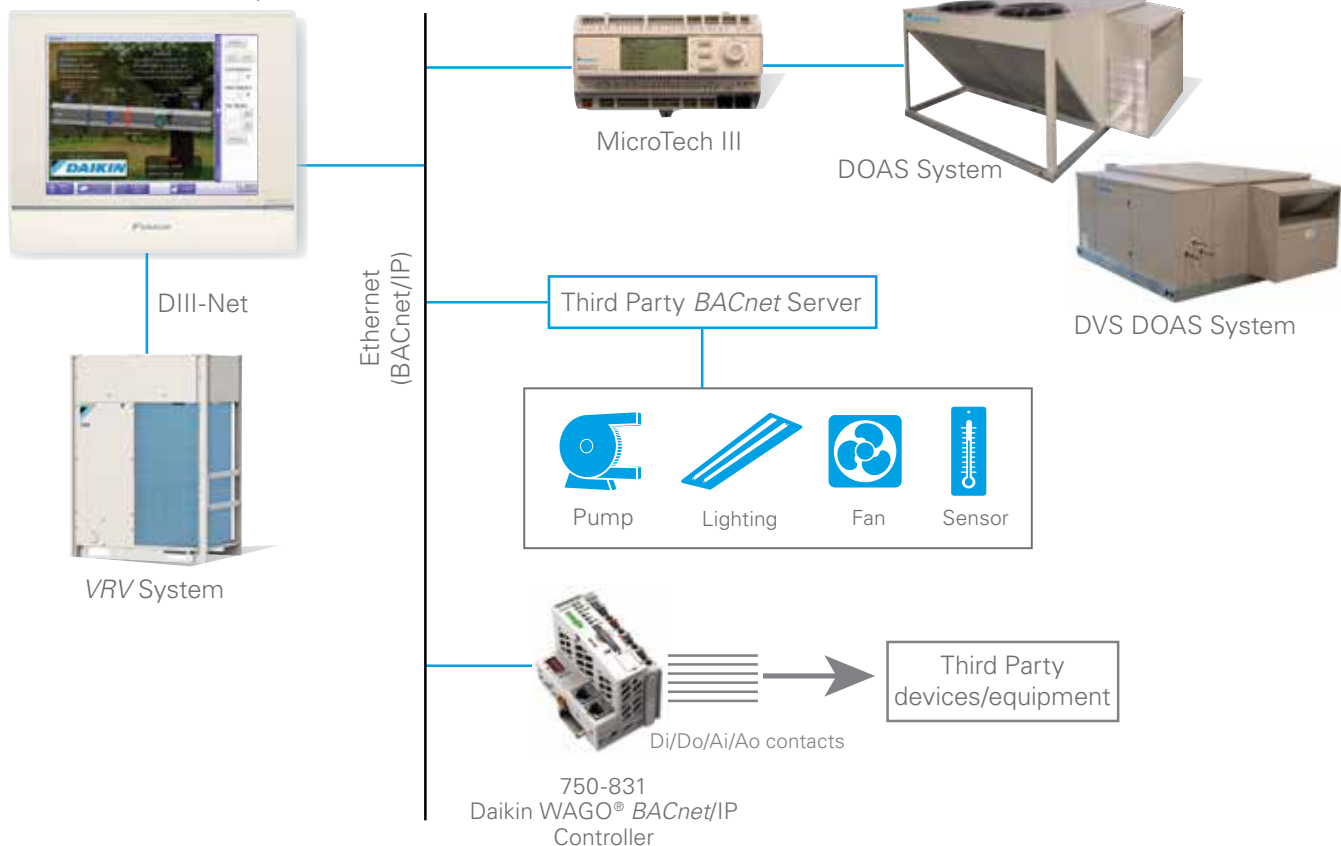 DAIKIN
DAIKIN
DIII-Net
VRV System
Ethernet
(BACnet/IP)
MicroTech III
DOAS System
DVS DOAS System
Third Party BACnet Server
Pump
Lighting
Fan
Sensor
Di/Do/Ai/Ao contacts
Third Party
devices/equipment
750-831
Daikin WAGO® BACnet/IP
Controller